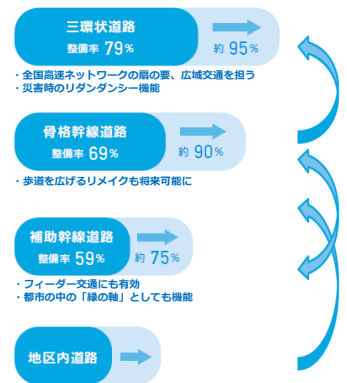 三環状道路
整備率 79% 約 95%
・全国高速ネットワークの扇の要、広域交通を担う
・災害時のリダンダンシー機能
骨格幹線道路
整備率 69% 約 90%
・歩道を広げるリメイクも将来可能に
補助幹線道路
整備率 59% 約 75%
・フィーダー交通にも有効
・都市の中の「緑の軸」としても機能
地区内道路